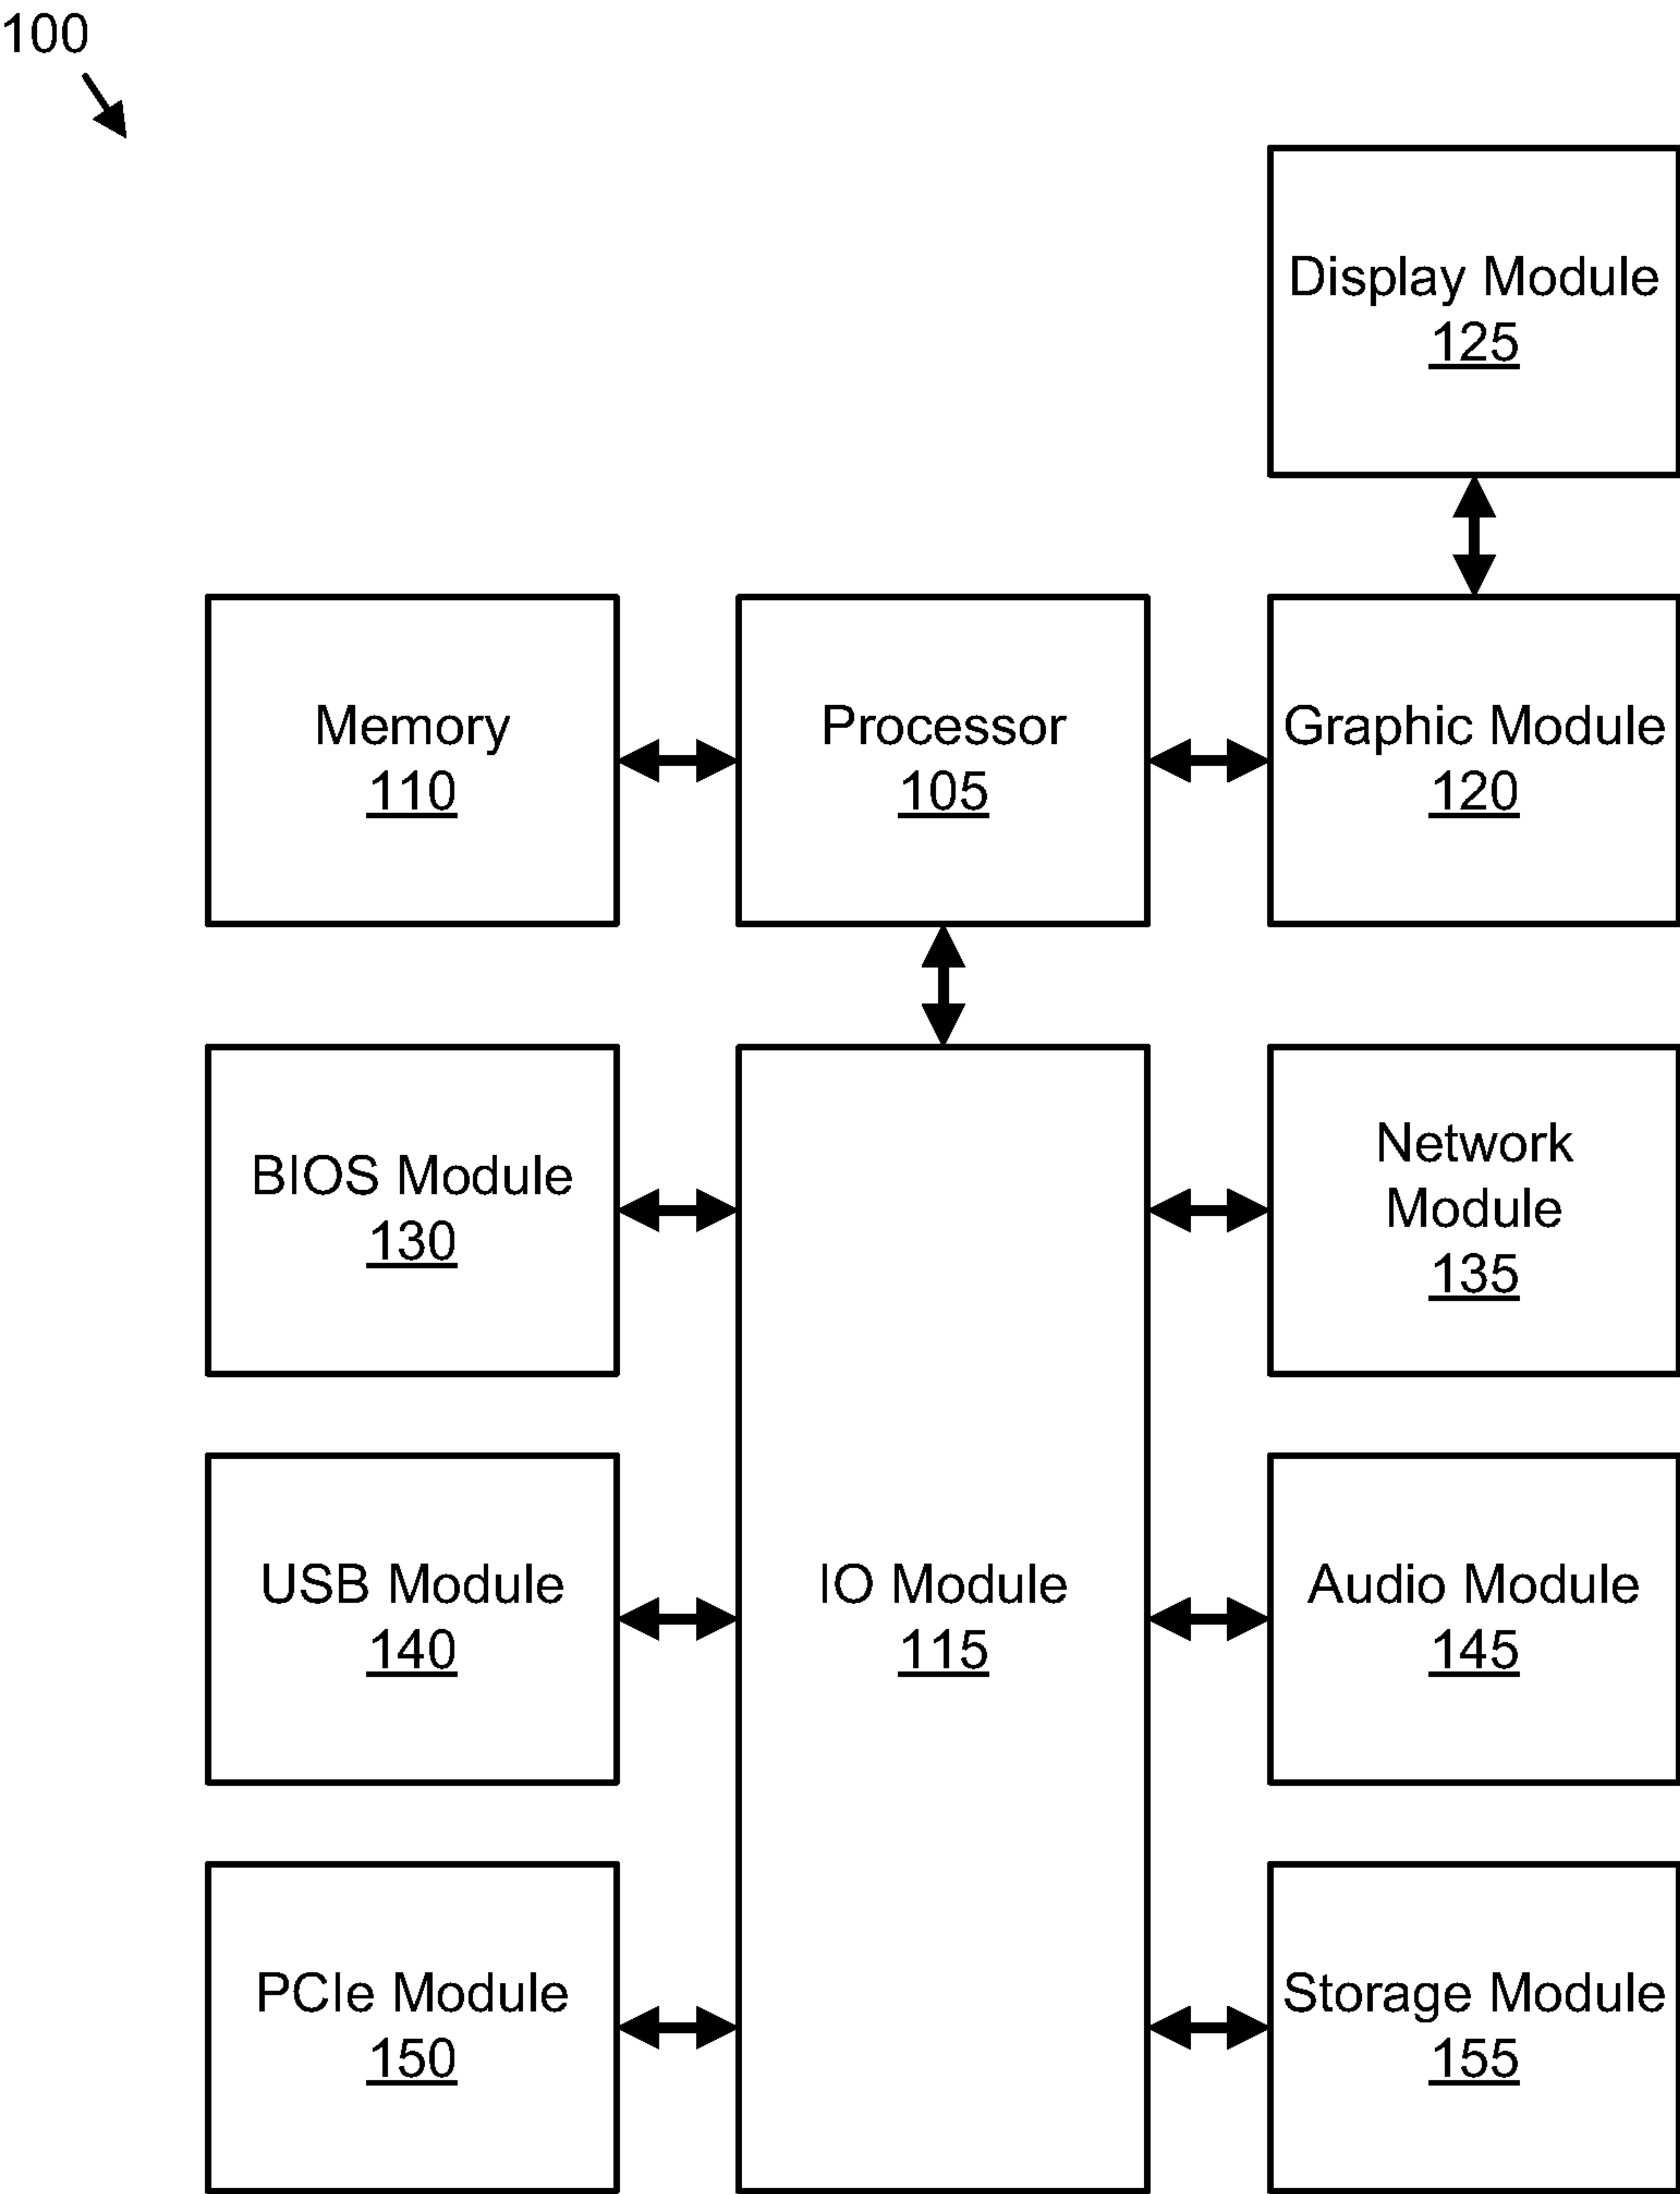 100
Display Module
125
Memory
110
Processor
105
Graphic Module
120
BIOS Module
130
Network
Module
135
USB Module
140
IO Module
115
Audio Module
145
PCIe Module
150
Storage Module
155